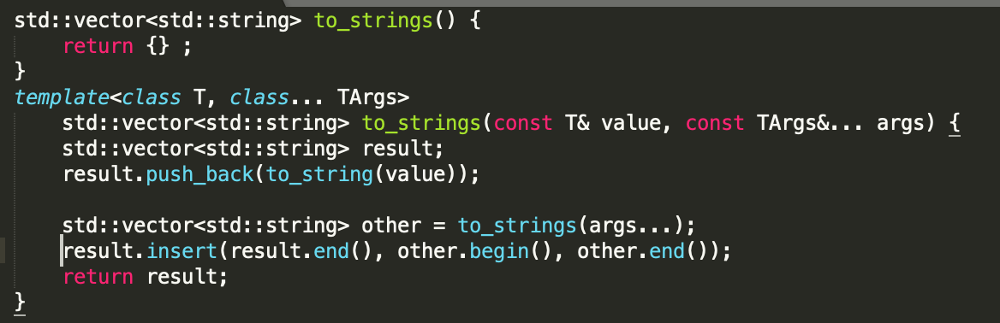 std::vector<std::string> to_strings() {
    return {} ;
}
template<class T, class... TArgs>
    std::vector<std::string> to_strings(const T& value, const TArgs&... args) {
    std::vector<std::string> result;
    result.push_back(to_string(value));

    std::vector<std::string> other = to_strings(args...);
    result.insert(result.end(), other.begin(), other.end());
    return result;
}